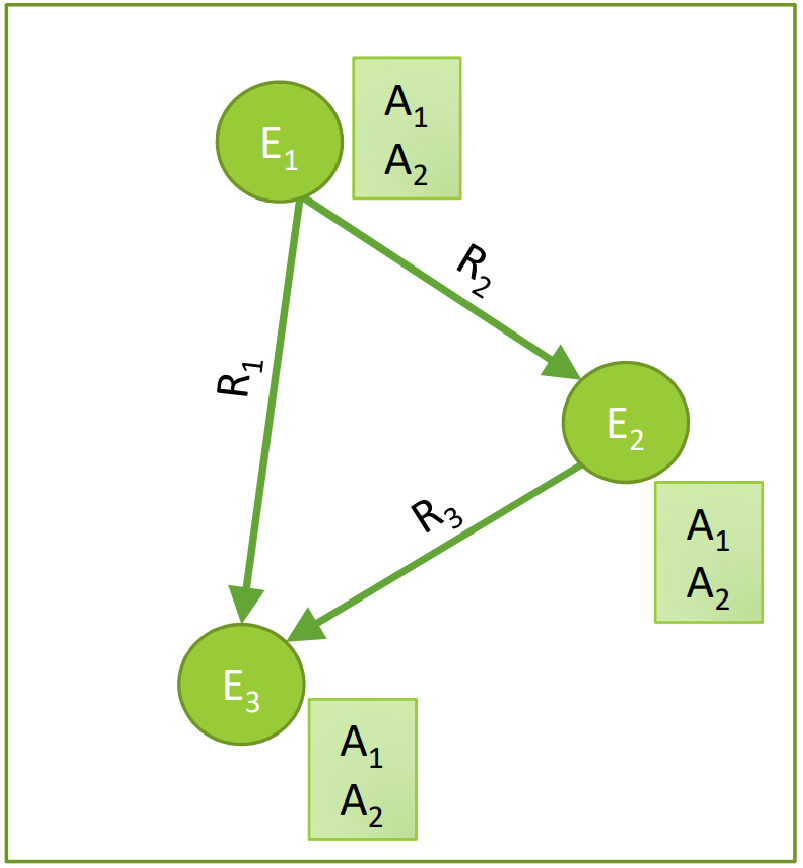 E₁
A₁
A₂
R₂
R₁
E₂
R₃
A₁
A₂
E₃
A₁
A₂